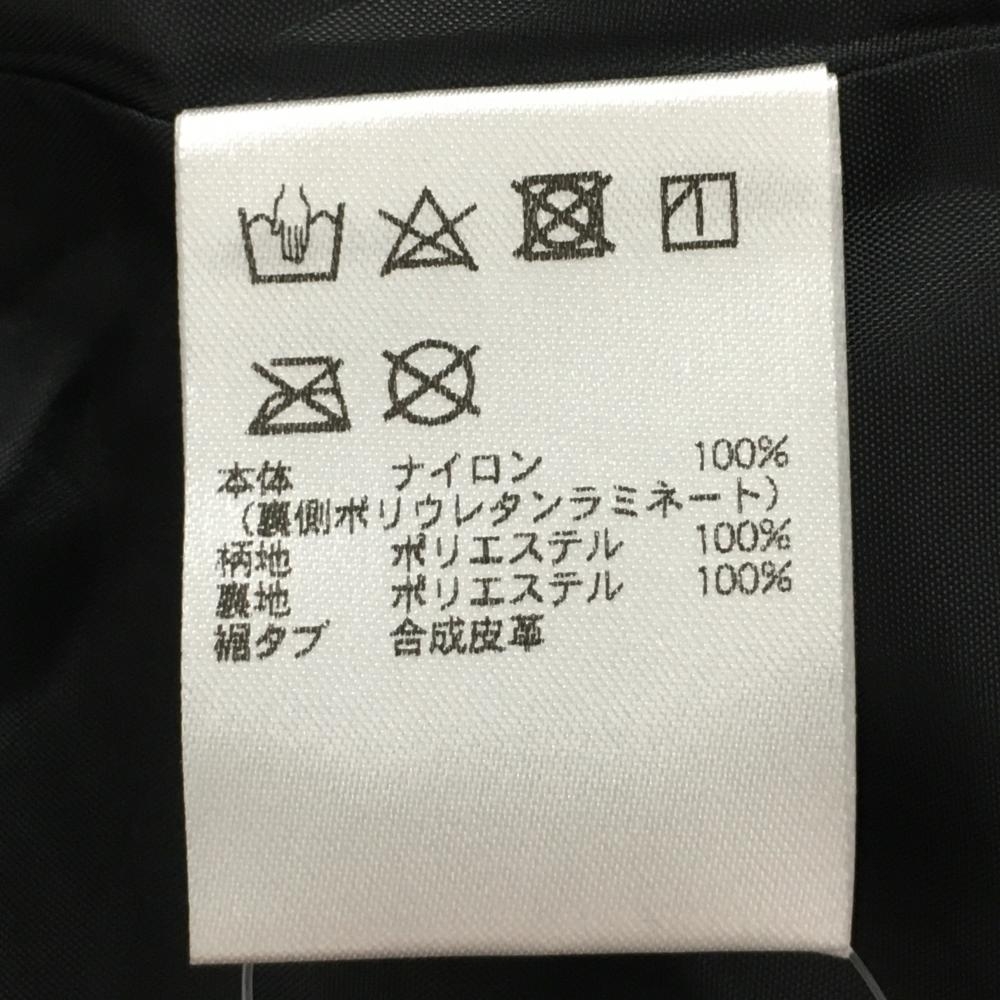 本体 ナイロン 100%
(裏側ポリウレタンラミネート)
柄地 ポリエステル 100%
裏地 ポリエステル 100%
裾タブ 合成皮革